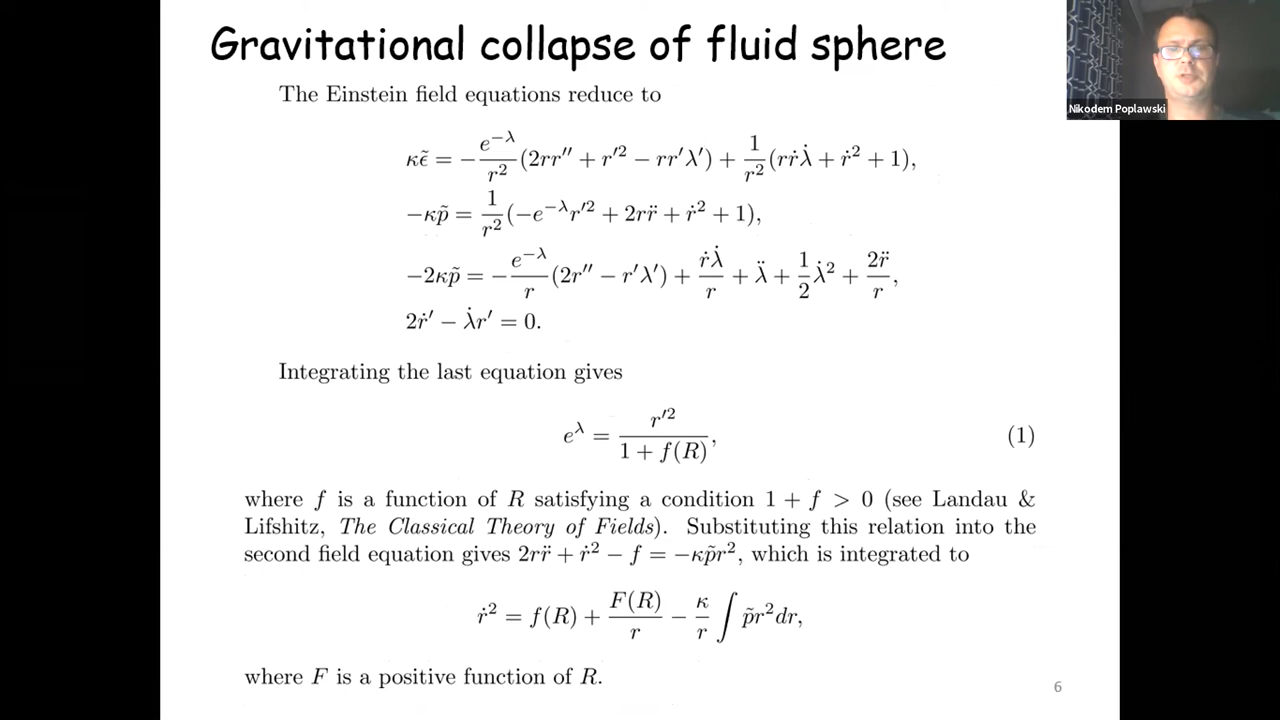 Gravitational collapse of fluid sphere
Nikodem Poplawski
The Einstein field equations reduce to
κε̃ = −e^{−λ}/r² (2rr′′ + r′² − rr′λ′) + 1/r² (rṙλ̇ + ṙ² + 1),
−κp̃ = 1/r² (−e^{−λ}r′² + 2rr̈ + ṙ² + 1),
−2κp̃ = −e^{−λ}/r (2r′′ − r′λ′) + ṙλ̇/r + λ̈ + 1/2 λ̇² + 2r̈/r,
2ṙ′ − λ̇r′ = 0.
Integrating the last equation gives
e^λ = r′²/(1 + f(R)), (1)
where f is a function of R satisfying a condition 1 + f > 0 (see Landau &
Lifshitz, The Classical Theory of Fields). Substituting this relation into the
second field equation gives 2rr̈ + ṙ² − f = −κp̃r², which is integrated to
ṙ² = f(R) + F(R)/r − κ/r ∫ p̃r²dr,
where F is a positive function of R.
6